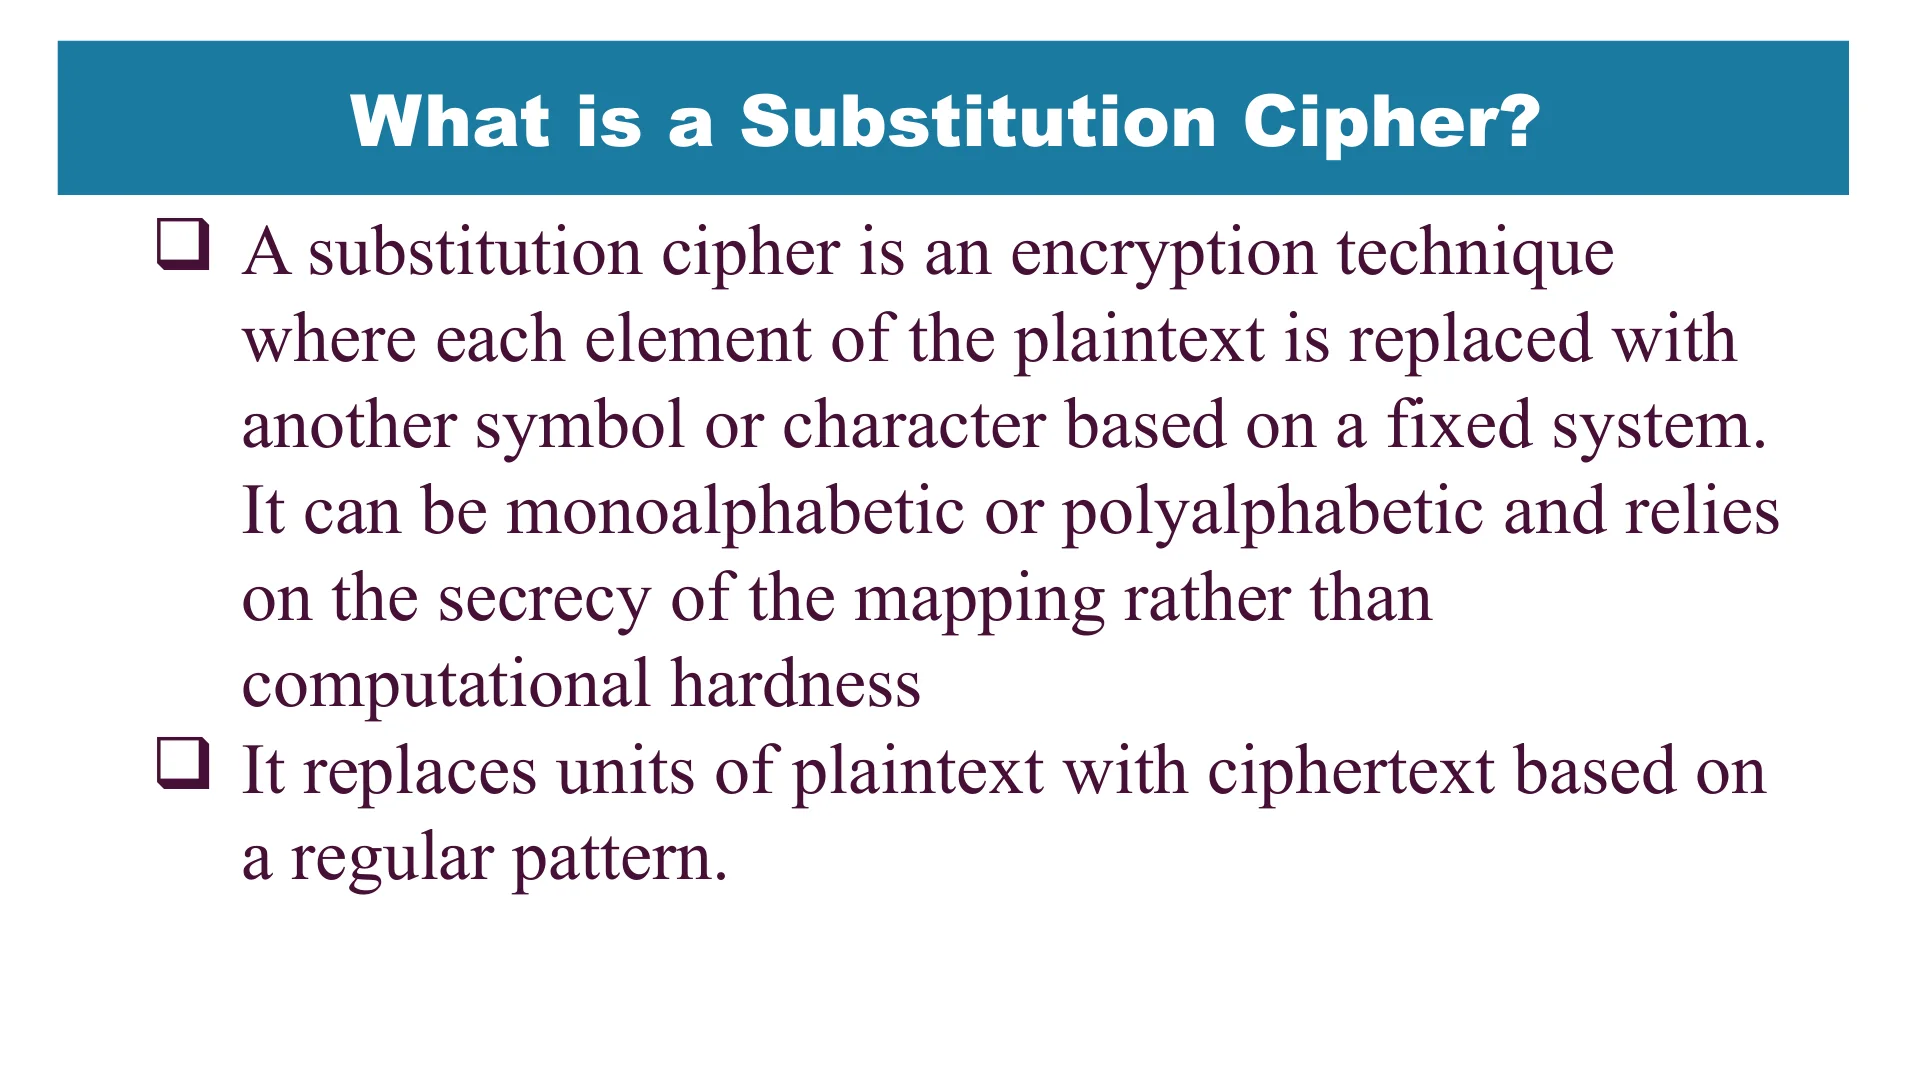 What is a Substitution Cipher?
A substitution cipher is an encryption technique
where each element of the plaintext is replaced with
another symbol or character based on a fixed system.
It can be monoalphabetic or polyalphabetic and relies
on the secrecy of the mapping rather than
computational hardness
It replaces units of plaintext with ciphertext based on
a regular pattern.